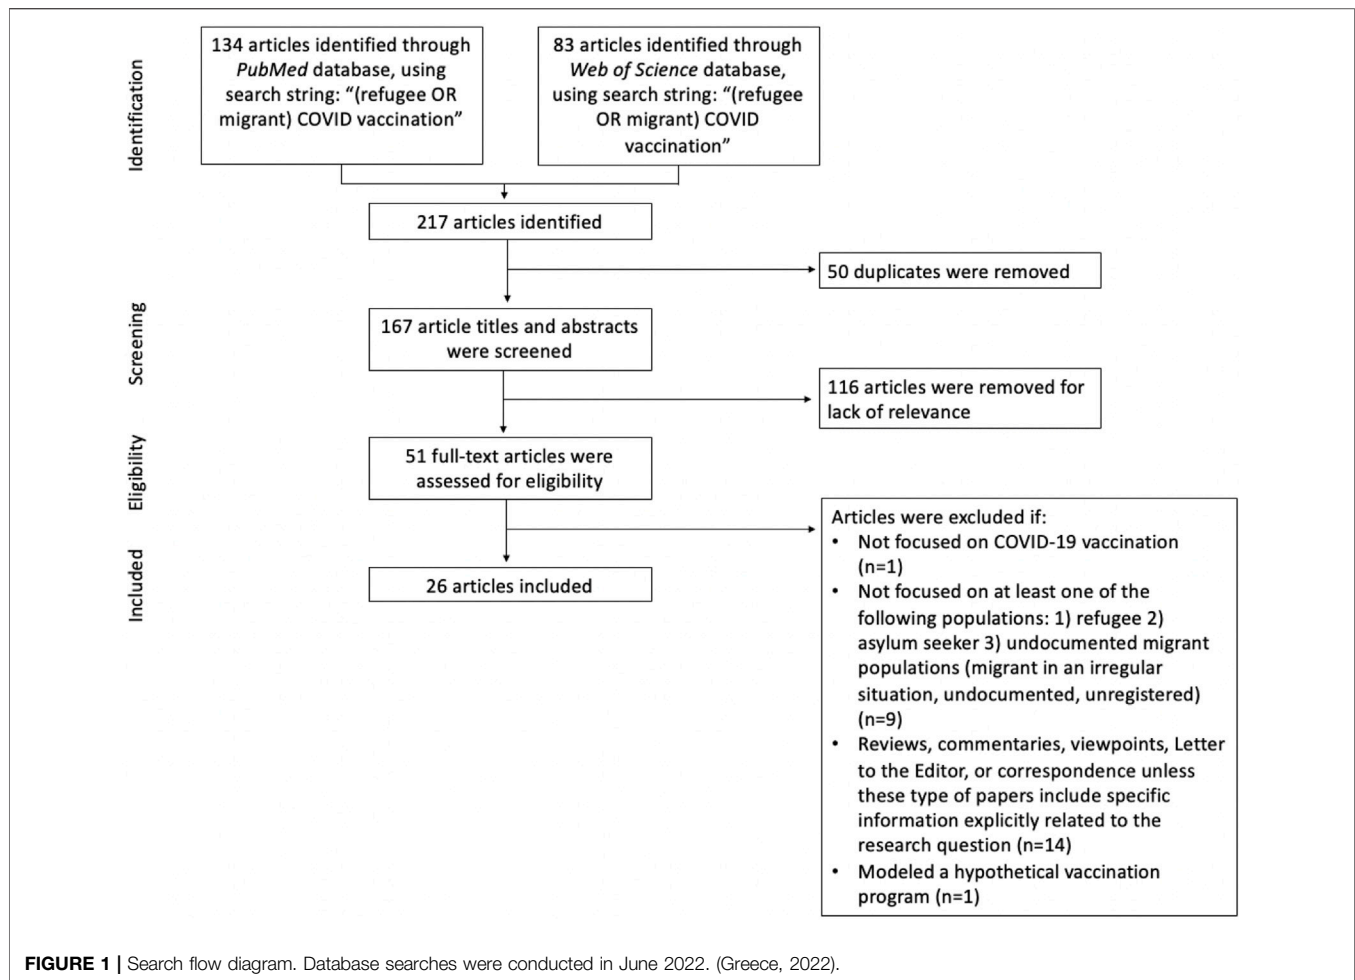 Identification
134 articles identified through
PubMed database, using
search string: “(refugee OR
migrant) COVID vaccination”
83 articles identified through
Web of Science database,
using search string: “(refugee
OR migrant) COVID
vaccination”
217 articles identified
50 duplicates were removed
Screening
167 article titles and abstracts
were screened
116 articles were removed for
lack of relevance
Eligibility
51 full-text articles were
assessed for eligibility
Articles were excluded if:
• Not focused on COVID-19 vaccination
(n=1)
• Not focused on at least one of the
following populations: 1) refugee 2)
asylum seeker 3) undocumented migrant
populations (migrant in an irregular
situation, undocumented, unregistered)
(n=9)
• Reviews, commentaries, viewpoints, Letter
to the Editor, or correspondence unless
these type of papers include specific
information explicitly related to the
research question (n=14)
• Modeled a hypothetical vaccination
program (n=1)
Included
26 articles included
FIGURE 1 | Search flow diagram. Database searches were conducted in June 2022. (Greece, 2022).